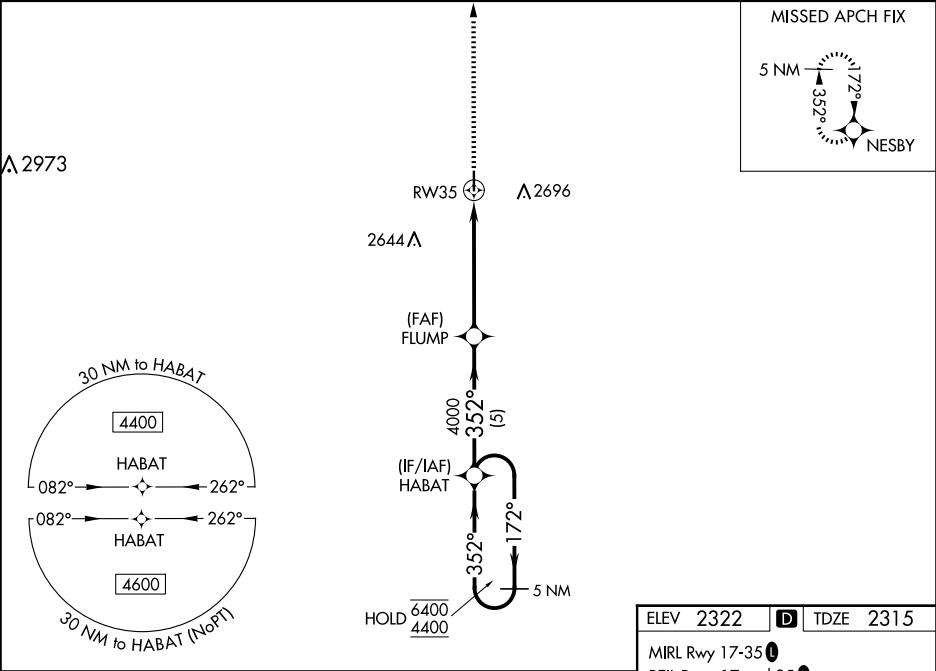 MISSED APCH FIX
5 NM
352°
172°
NESBY
2973
RW35
2696
2644
(FAF)
FLUMP
4000
352°
(5)
(IF/IAF)
HABAT
352°
172°
5 NM
HOLD 6400
4400
30 NM to HABAT
4400
HABAT
082° 262°
082° 262°
HABAT
4600
30 NM to HABAT (NoPT)
ELEV 2322 D TDZE 2315
MIRL Rwy 17-35 L